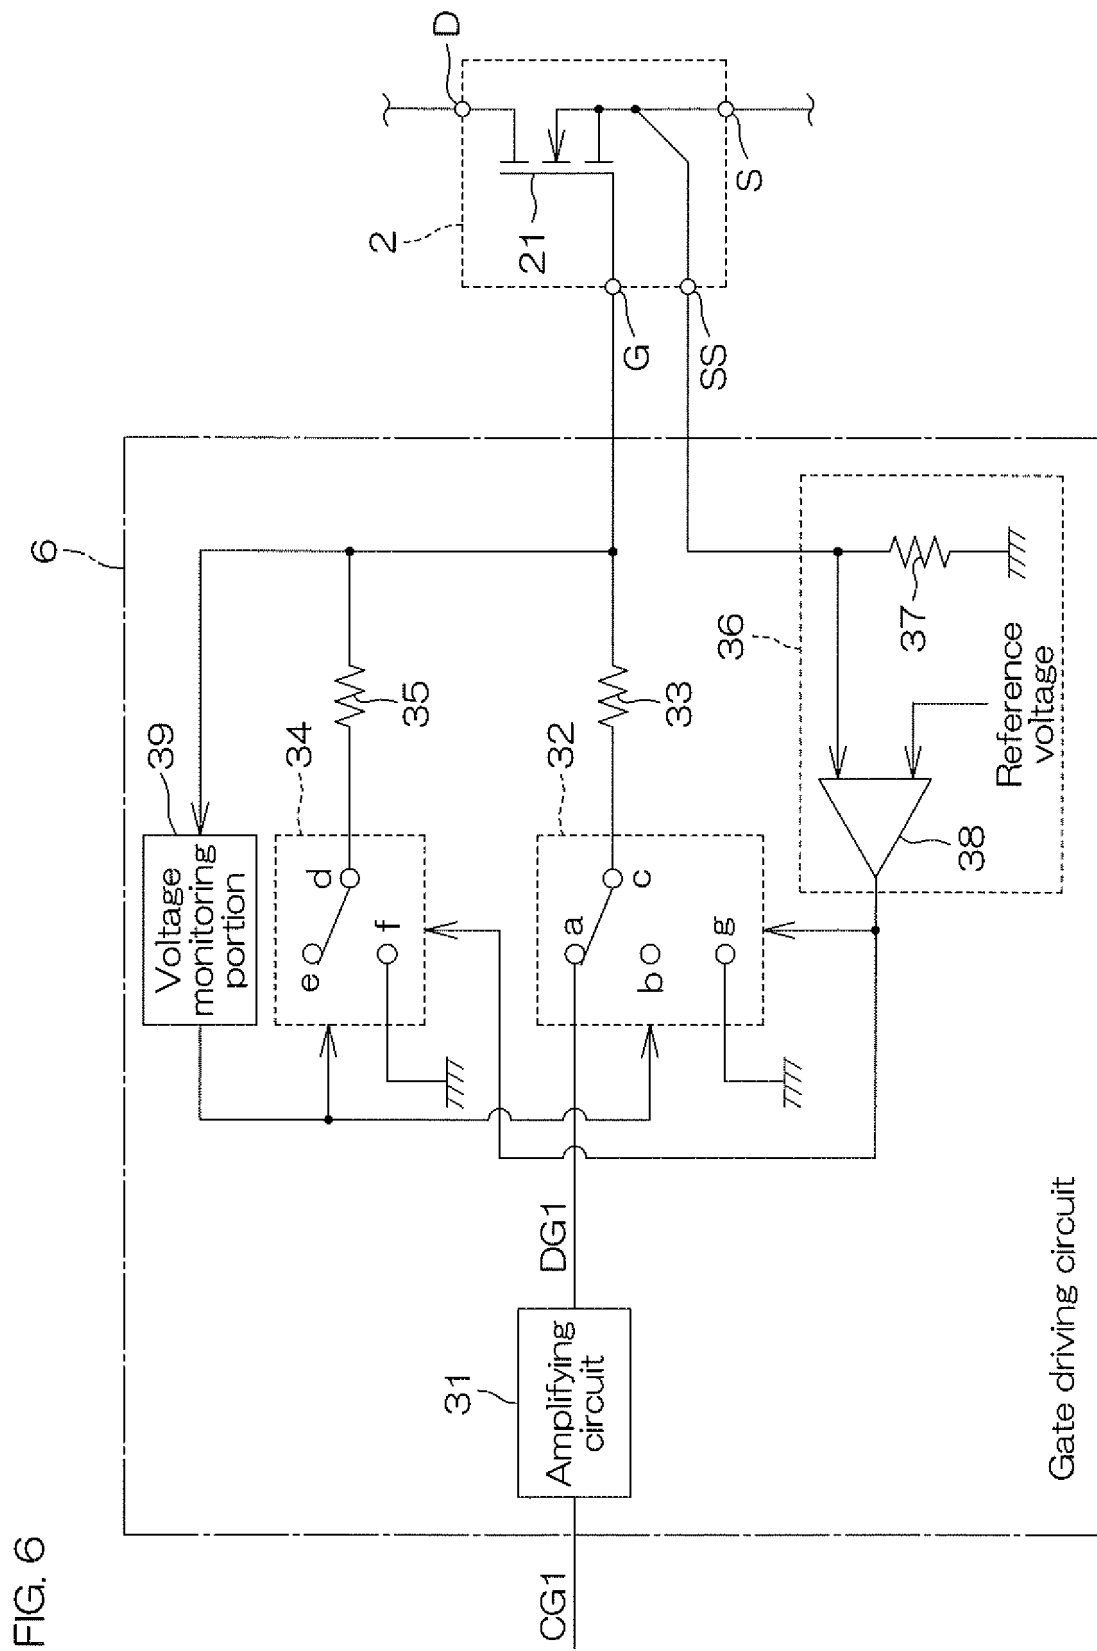 FIG. 6
6
39
Voltage
monitoring
portion
34
d
e
f
35
2
D
21
G
SS
S
32
a
c
b
g
33
36
37
38
Reference
voltage
CG1
31
Amplifying
circuit
DG1
Gate driving circuit